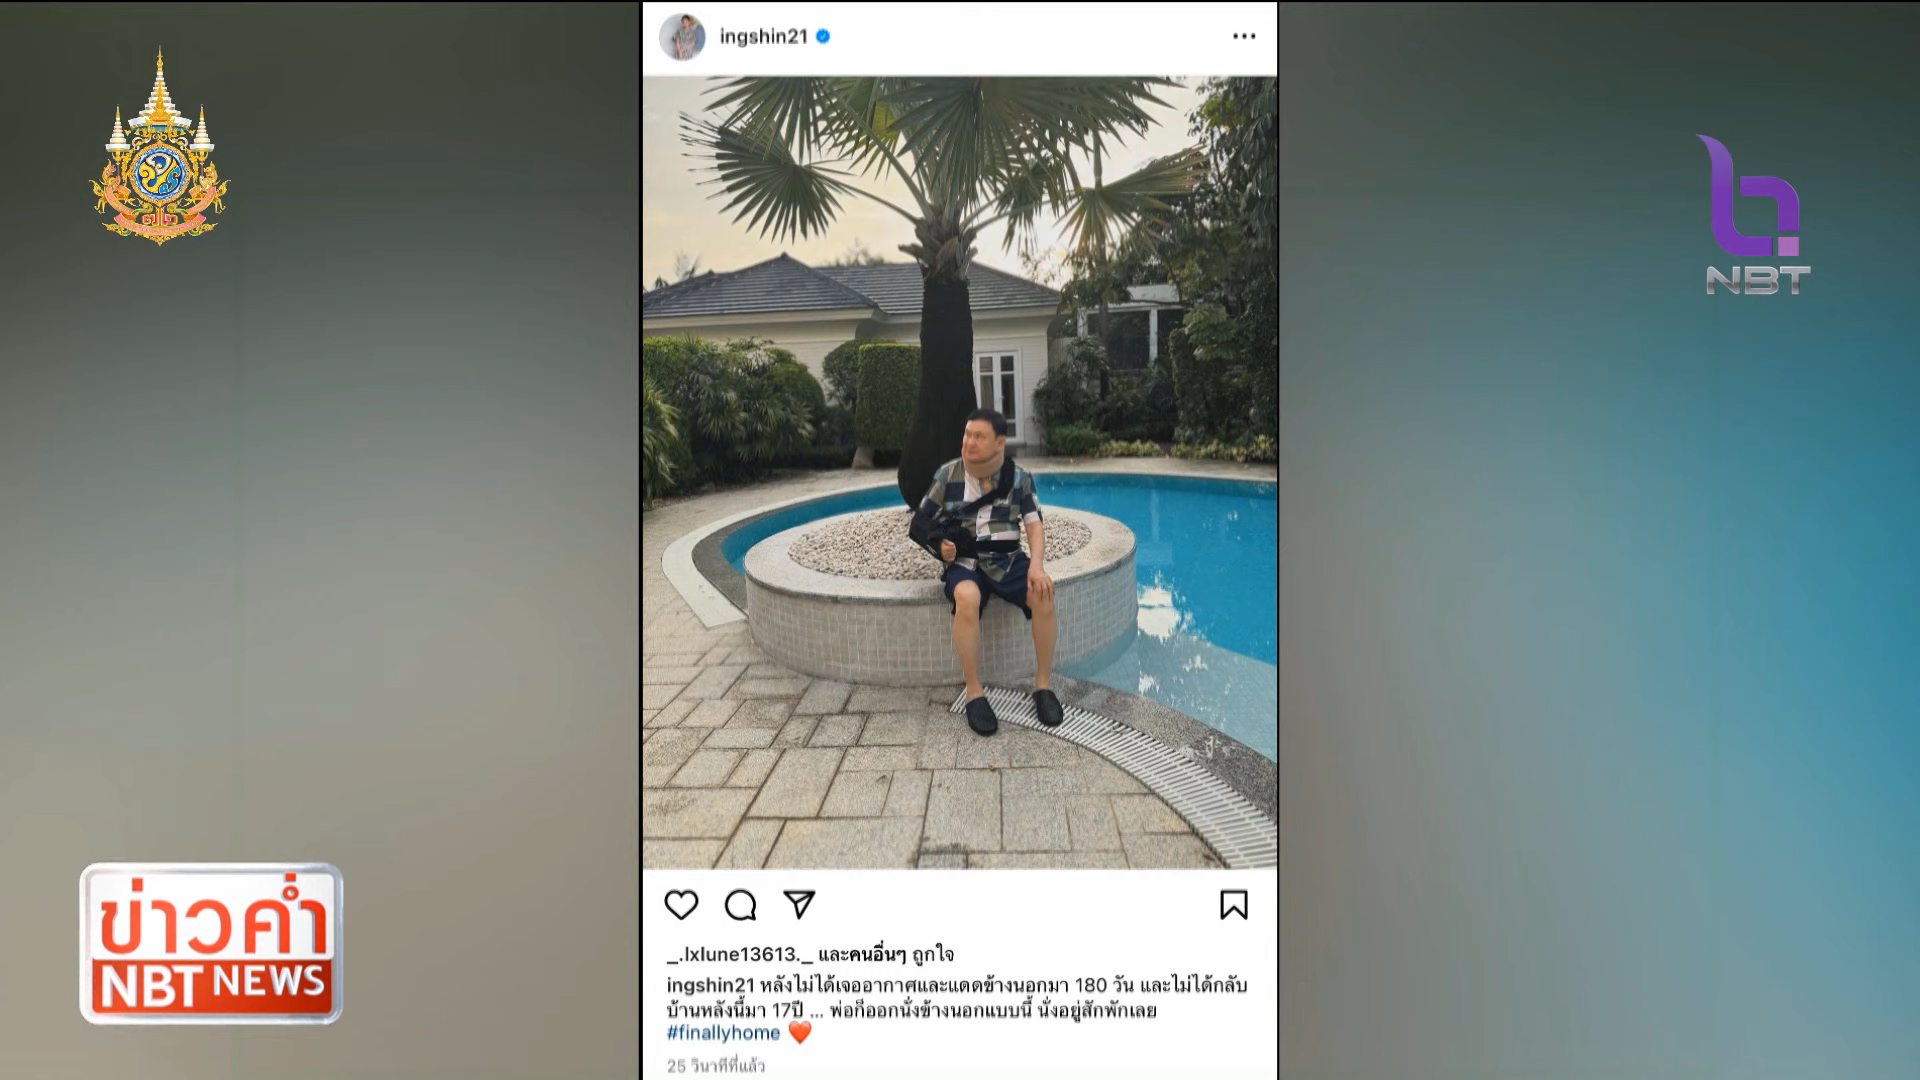 ingshin21
NBT
_.lxlune13613._ และคนอื่นๆ ถูกใจ
ingshin21 หลังไม่ได้เจออากาศและแดดข้างนอกมา 180 วัน และไม่ได้กลับ
บ้านหลังนี้มา 17ปี ... พ่อก็ออกนั่งข้างนอกแบบนี้ นั่งอยู่สักพักเลย
#finallyhome ❤️
25 วินาทีที่แล้ว
ข่าวค่ำ
NBT NEWS